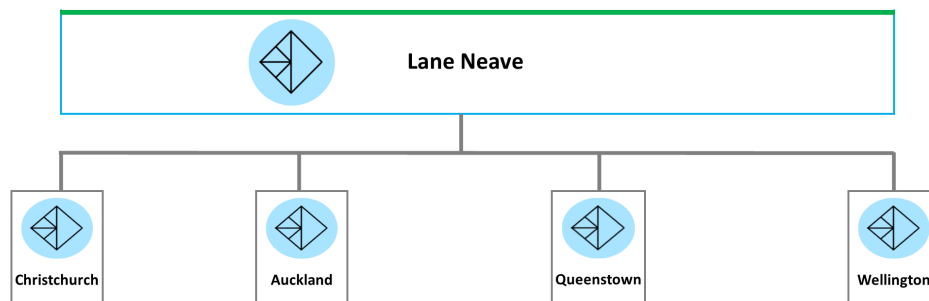 Lane Neave
Christchurch
Auckland
Queenstown
Wellington